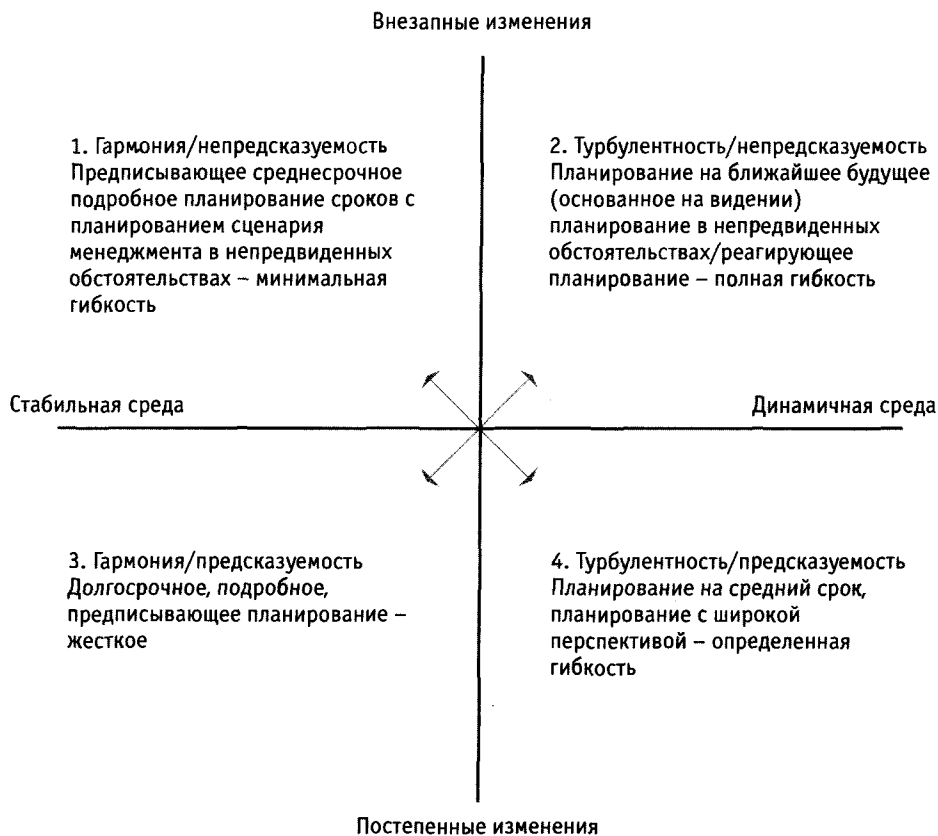 Внезапные изменения
1. Гармония/непредсказуемость
Предписывающее среднесрочное
подробное планирование сроков с
планированием сценария
менеджмента в непредвиденных
обстоятельствах – минимальная
гибкость
2. Турбулентность/непредсказуемость
Планирование на ближайшее будущее
(основанное на видении)
планирование в непредвиденных
обстоятельствах/реагирующее
планирование – полная гибкость
Стабильная среда
Динамичная среда
3. Гармония/предсказуемость
Долгосрочное, подробное,
предписывающее планирование –
жесткое
4. Турбулентность/предсказуемость
Планирование на средний срок,
планирование с широкой
перспективой – определенная
гибкость
Постепенные изменения